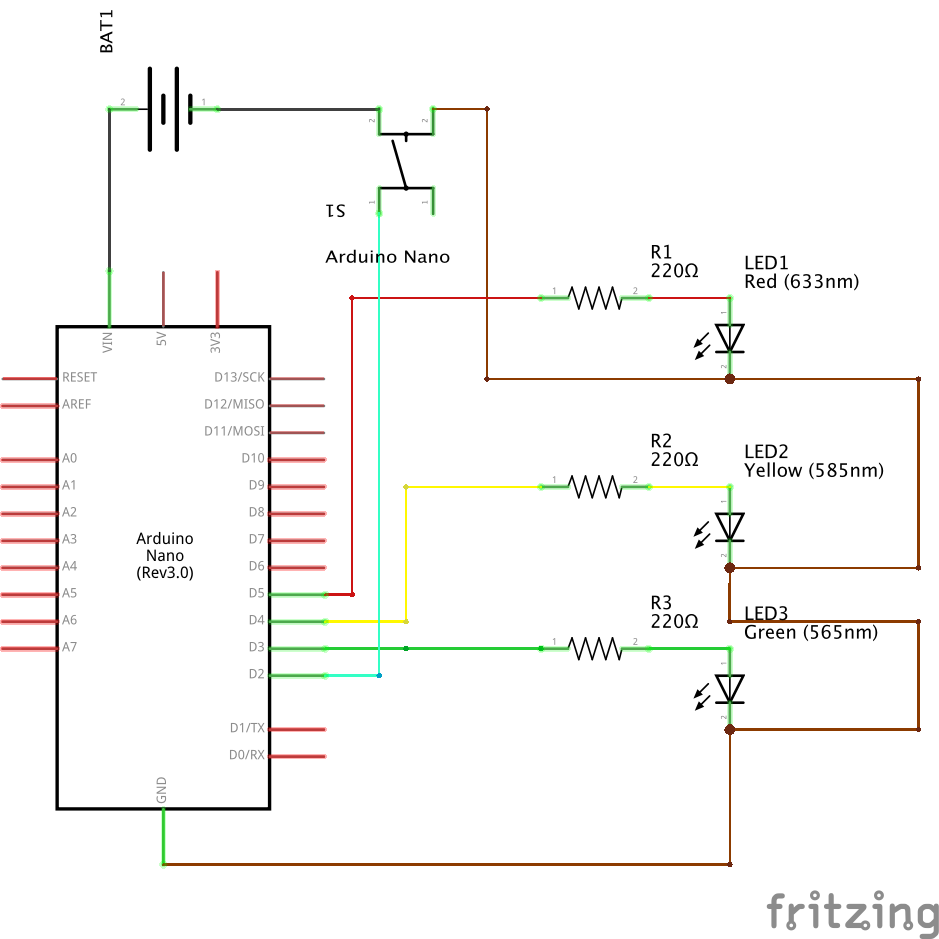 BAT1
2
1
2
2
1
1
S1
Arduino Nano
R1
220Ω
1
2
LED1
Red (633nm)
1
2
VIN
5V
3V3
RESET
AREF
A0
A1
A2
A3
A4
A5
A6
A7
Arduino
Nano
(Rev3.0)
D13/SCK
D12/MISO
D11/MOSI
D10
D9
D8
D7
D6
D5
D4
D3
D2
D1/TX
D0/RX
GND
R2
220Ω
1
2
LED2
Yellow (585nm)
1
2
R3
220Ω
1
2
LED3
Green (565nm)
1
2
fritzing